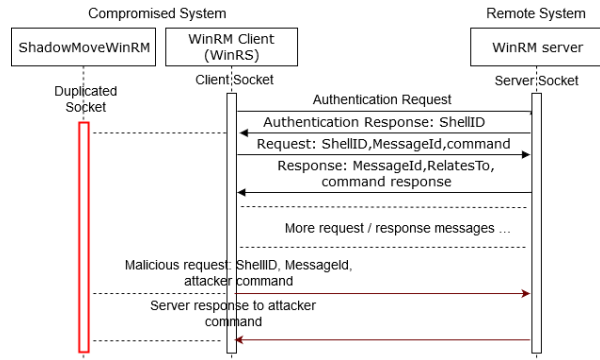 Compromised System
Remote System
ShadowMoveWinRM
WinRM Client
(WinRS)
WinRM server
Client Socket
Server Socket
Duplicated
Socket
Authentication Request
Authentication Response: ShellID
Request: ShellID,MessageId,command
Response: MessageId,RelatesTo,
command response
More request / response messages ...
Malicious request: ShellID, MessageId,
attacker command
Server response to attacker
command